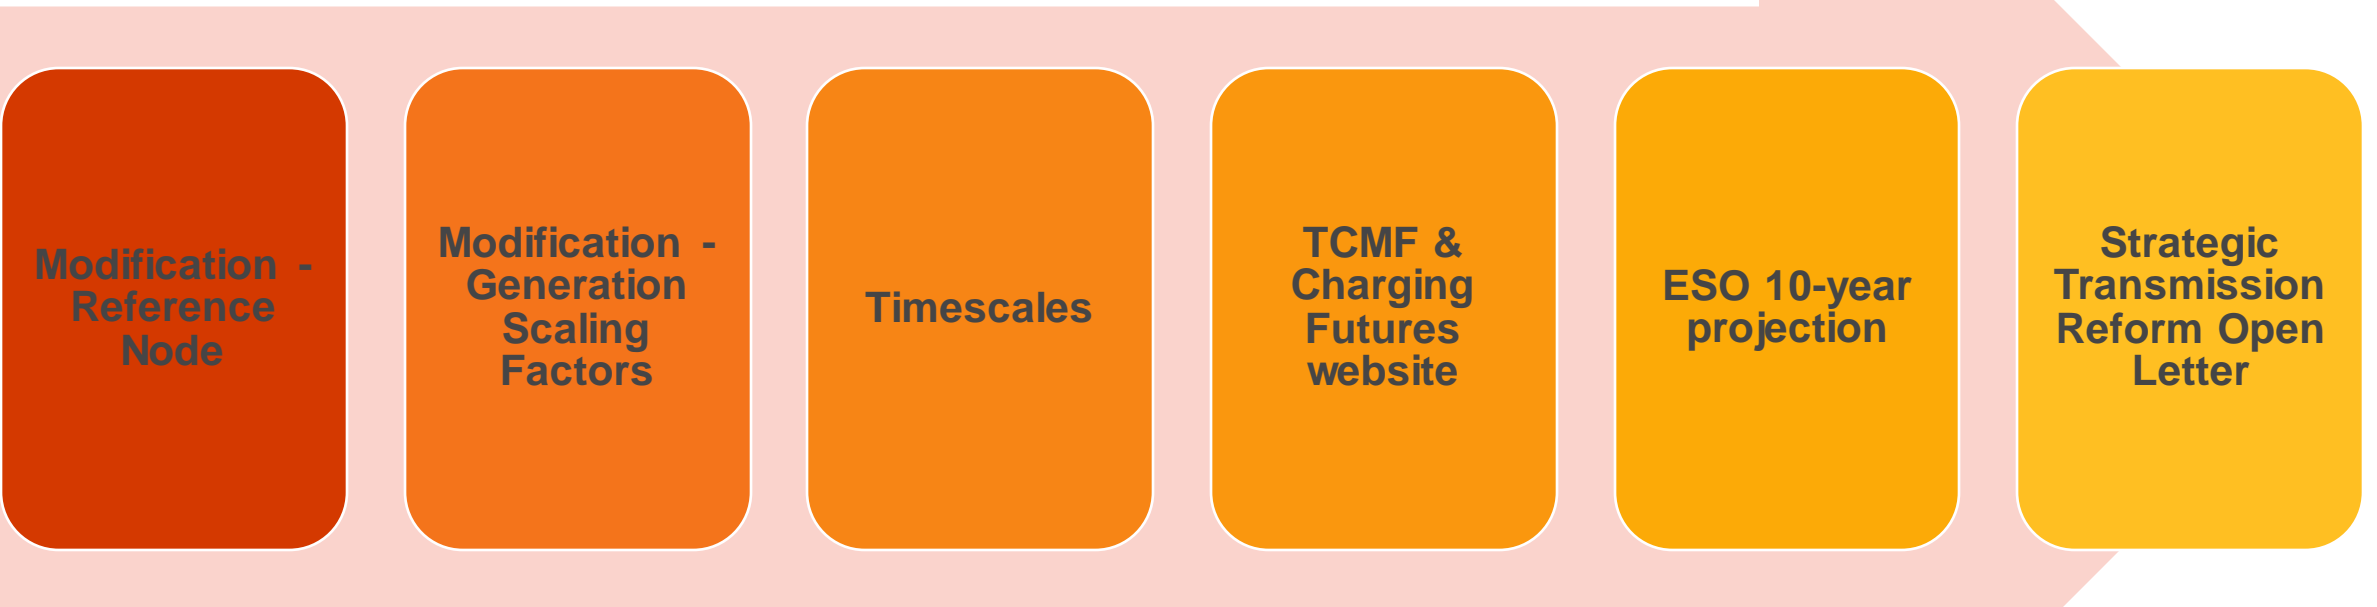 Modification -
Reference
Node
Modification -
Generation
Scaling
Factors
Timescales
TCMF &
Charging
Futures
website
ESO 10-year
projection
Strategic
Transmission
Reform Open
Letter